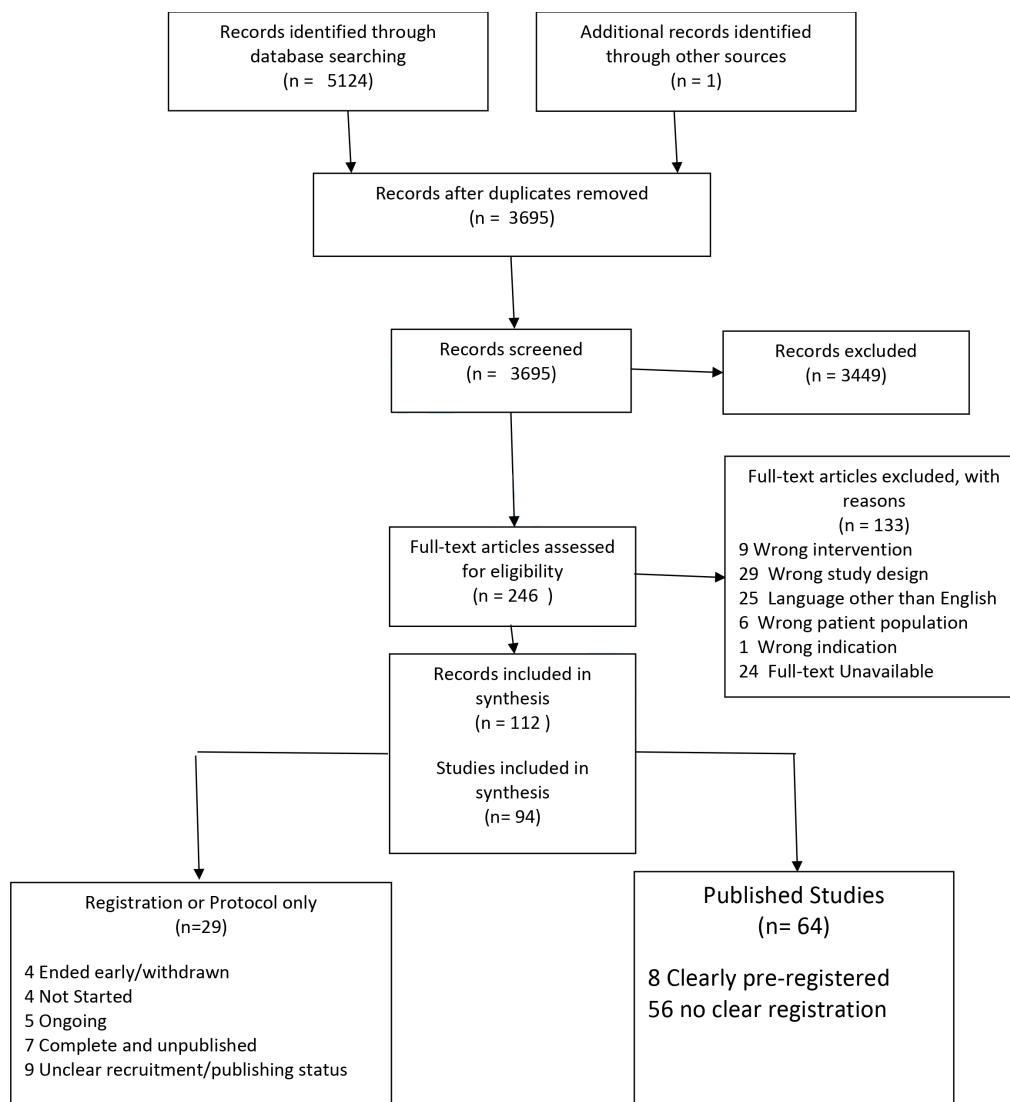 Records identified through
database searching
(n =   5124)
Additional records identified
through other sources
(n = 1)
Records after duplicates removed
(n =  3695)
Records screened
(n =   3695)
Records excluded
(n = 3449)
Full-text articles excluded, with
reasons
(n = 133)
9 Wrong intervention
29  Wrong study design
25  Language other than English
6  Wrong patient population
1  Wrong indication
24  Full-text Unavailable
Full-text articles assessed
for eligibility
(n = 246  )
Records included in
synthesis
(n = 112 )
Studies included in
synthesis
(n= 94)
Registration or Protocol only
(n=29)
4 Ended early/withdrawn
4 Not Started
5 Ongoing
7 Complete and unpublished
9 Unclear recruitment/publishing status
Published Studies
(n= 64)
8 Clearly pre-registered
56 no clear registration